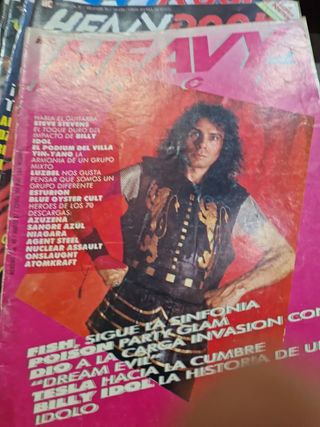 HEAVY ROCK
HEAVY
HABLA EL GUITARRA
STEVE STEVENS
EL TOQUE DURO DEL
IMPACTO DE BILLY
IDOL
EL PODIUM DEL VILLA
YIN-YANG LA
ARMONIA DE UN GRUPO
MIXTO
LUZBEL NOS GUSTA
PENSAR QUE SOMOS UN
GRUPO DIFERENTE
ESTURION
BLUE OYSTER CULT
HEROES DE LOS 70
DESCARGAS:
AZUZENA
SANGRE AZUL
NIAGARA
AGENT STEEL
NUCLEAR ASSAULT
ONSLAUGHT
ATOMKRAFT
FISH, SIGUE LA SINFONIA
POISON PARTY GLAM
DIO A LA CARGA INVASION CON
"DREAM EVIL"
TESLA HACIA LA CUMBRE
BILLY IDOL LA HISTORIA DE U
IDOLO